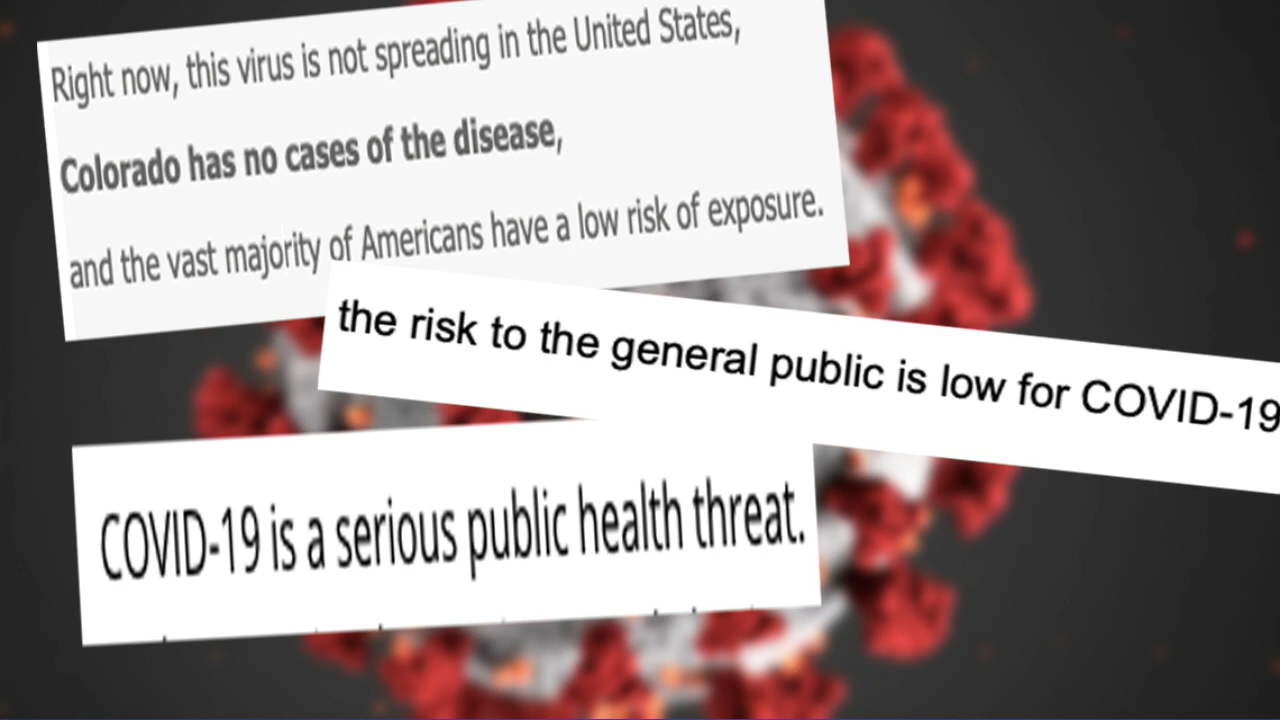 Right now, this virus is not spreading in the United States,
Colorado has no cases of the disease,
and the vast majority of Americans have a low risk of exposure.
the risk to the general public is low for COVID-19
COVID-19 is a serious public health threat.